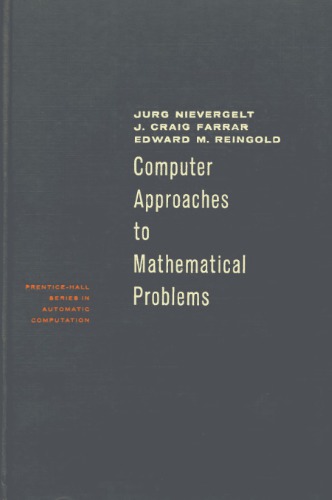 JURG NIEVERGELT
J. CRAIG FARRAR
EDWARD M. REINGOLD
Computer
Approaches
to
Mathematical
Problems
PRENTICE-HALL
SERIES IN
AUTOMATIC
COMPUTATION